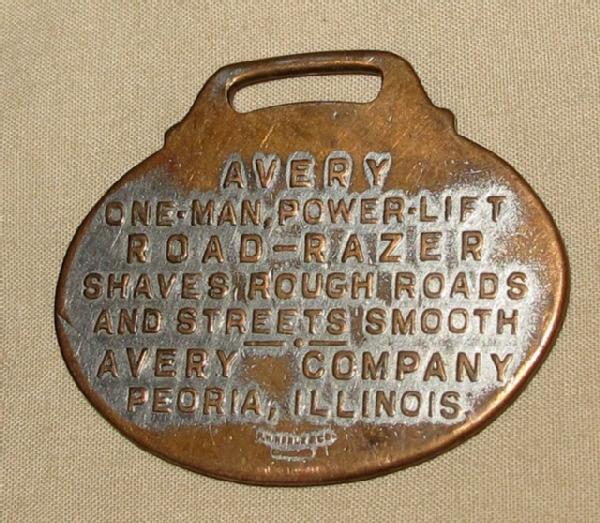 AVERY
ONE-MAN, POWER-LIFT
ROAD-RAZER
SHAVES ROUGH ROADS
AND STREETS SMOOTH
AVERY COMPANY
PEORIA, ILLINOIS